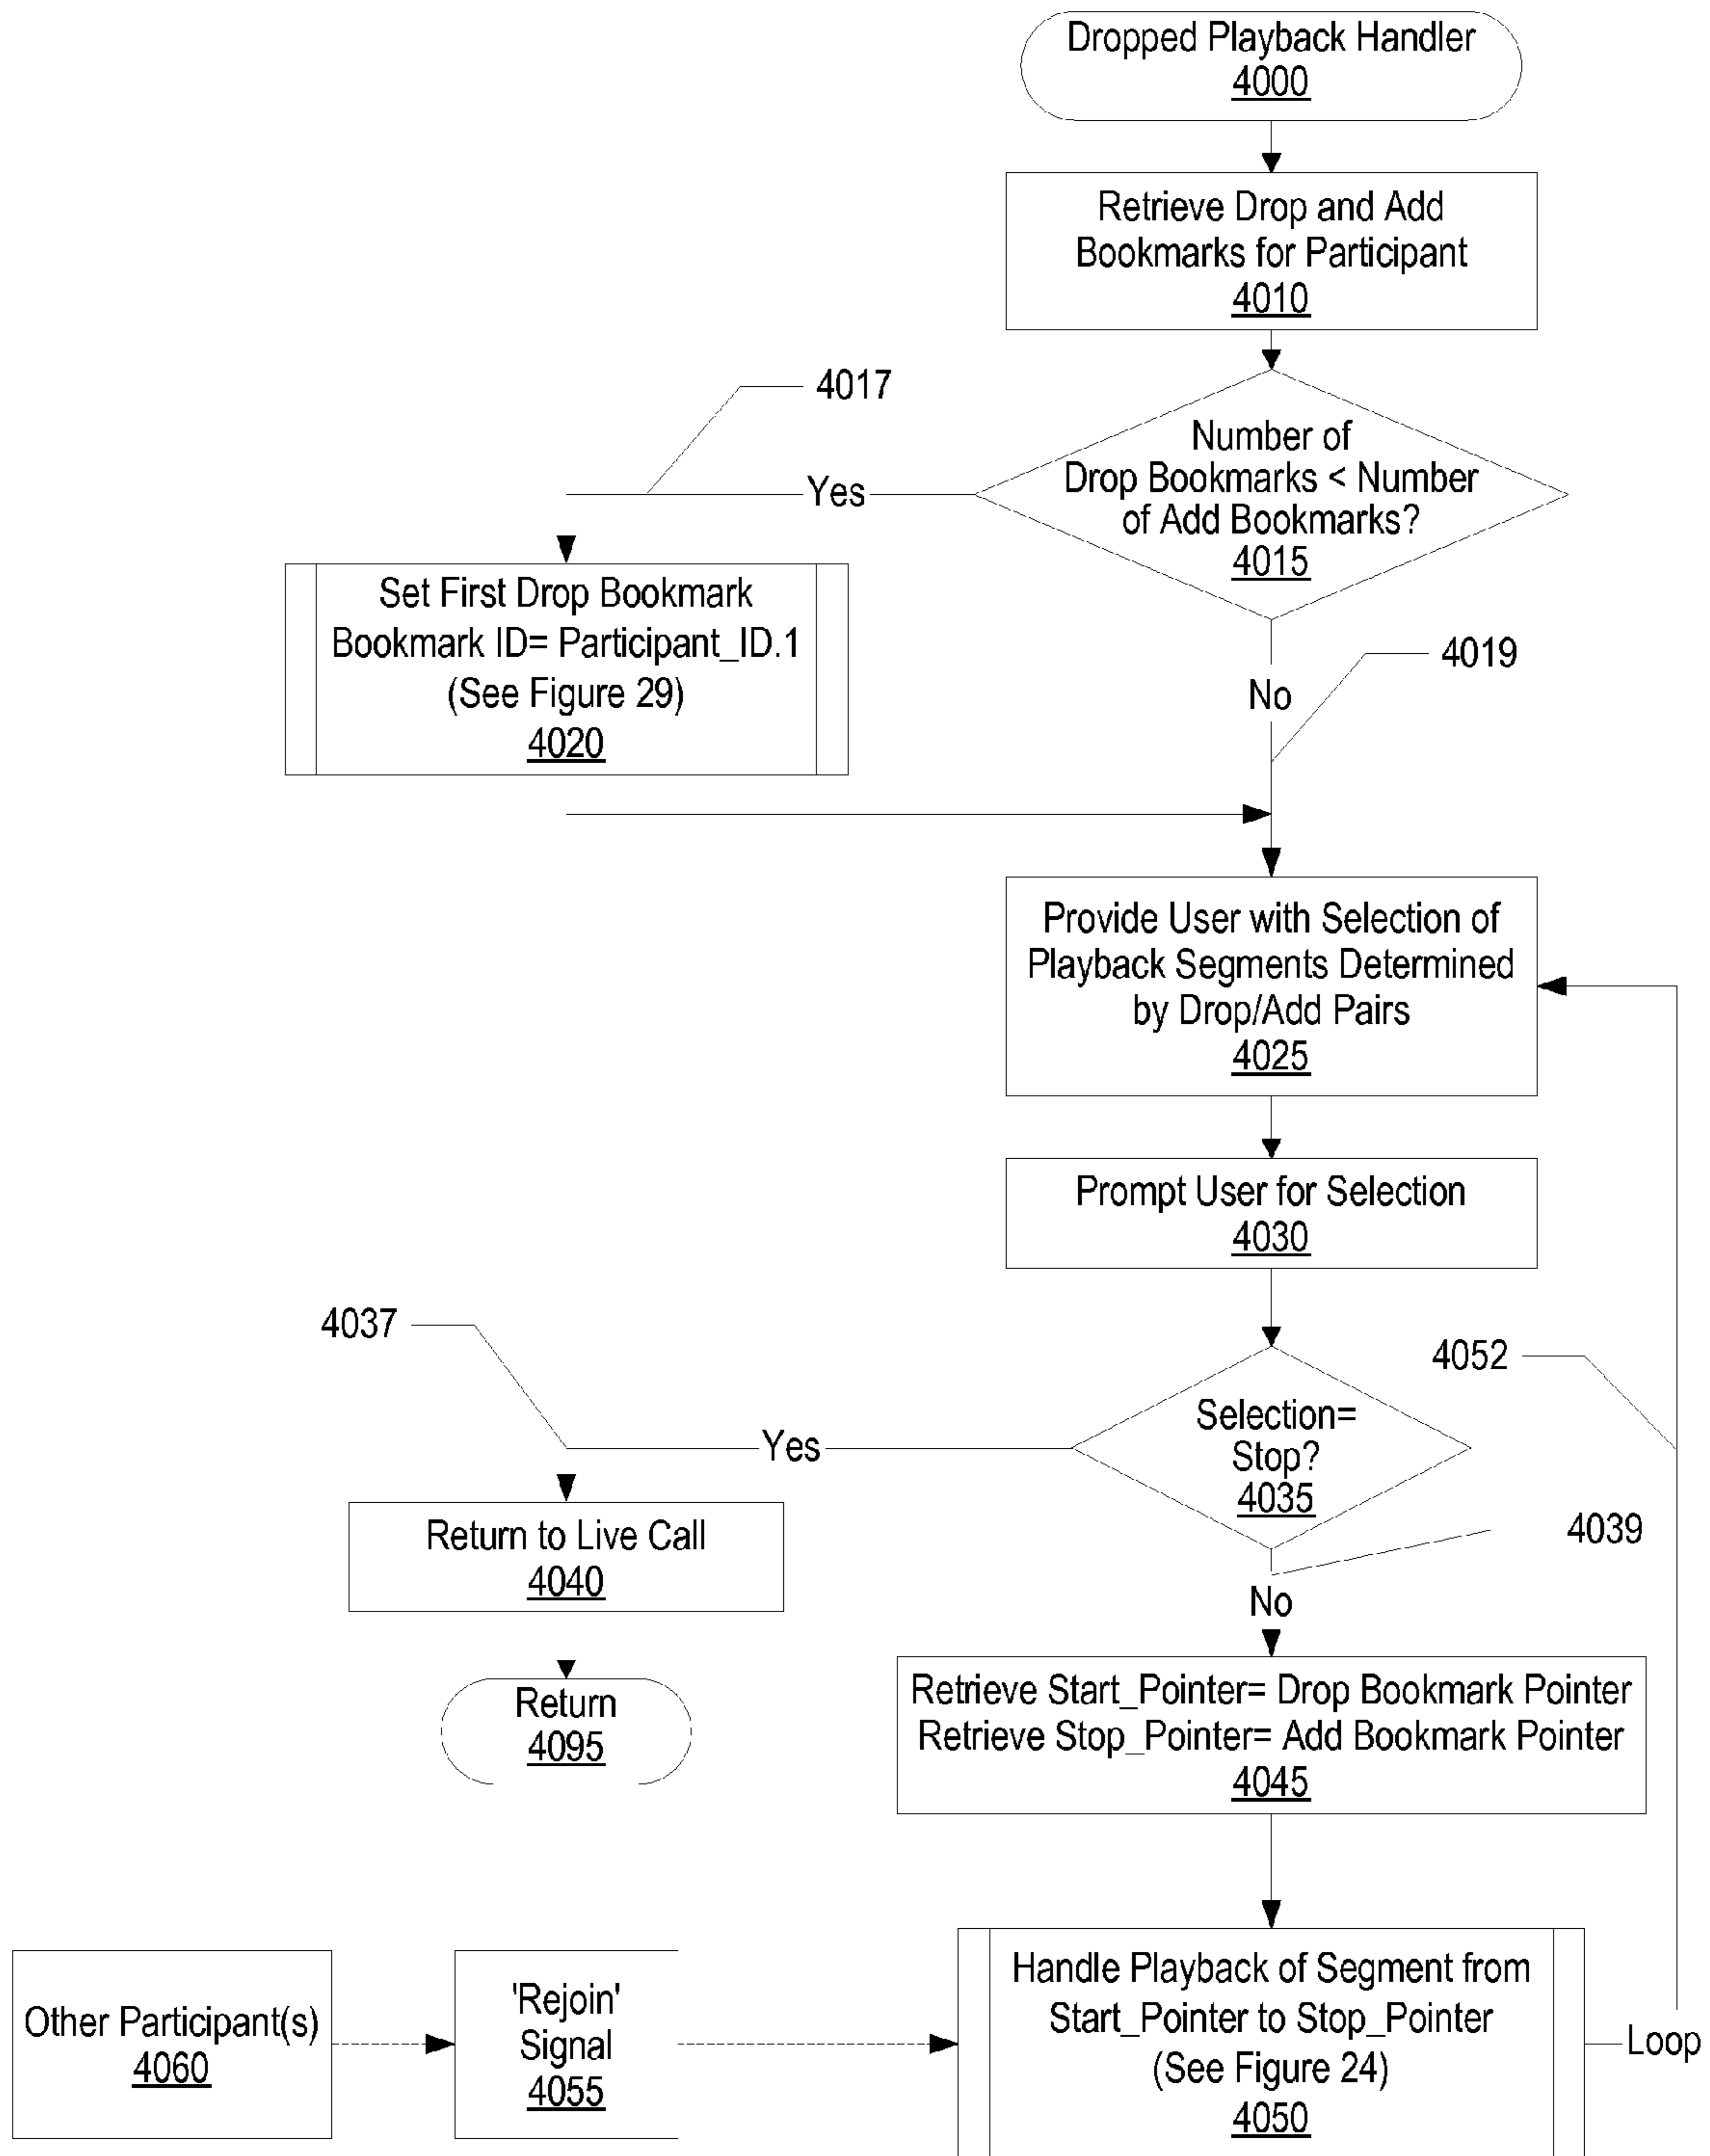 Dropped Playback Handler
4000
Retrieve Drop and Add
Bookmarks for Participant
4010
4017
Number of
Drop Bookmarks < Number
of Add Bookmarks?
4015
Yes
Set First Drop Bookmark
Bookmark ID= Participant_ID.1
(See Figure 29)
4020
4019
No
Provide User with Selection of
Playback Segments Determined
by Drop/Add Pairs
4025
Prompt User for Selection
4030
4037
4052
Selection=
Stop?
4035
Yes
4039
Return to Live Call
4040
No
Return
4095
Retrieve Start_Pointer= Drop Bookmark Pointer
Retrieve Stop_Pointer= Add Bookmark Pointer
4045
Other Participant(s)
4060
'Rejoin'
Signal
4055
Handle Playback of Segment from
Start_Pointer to Stop_Pointer
(See Figure 24)
4050
Loop